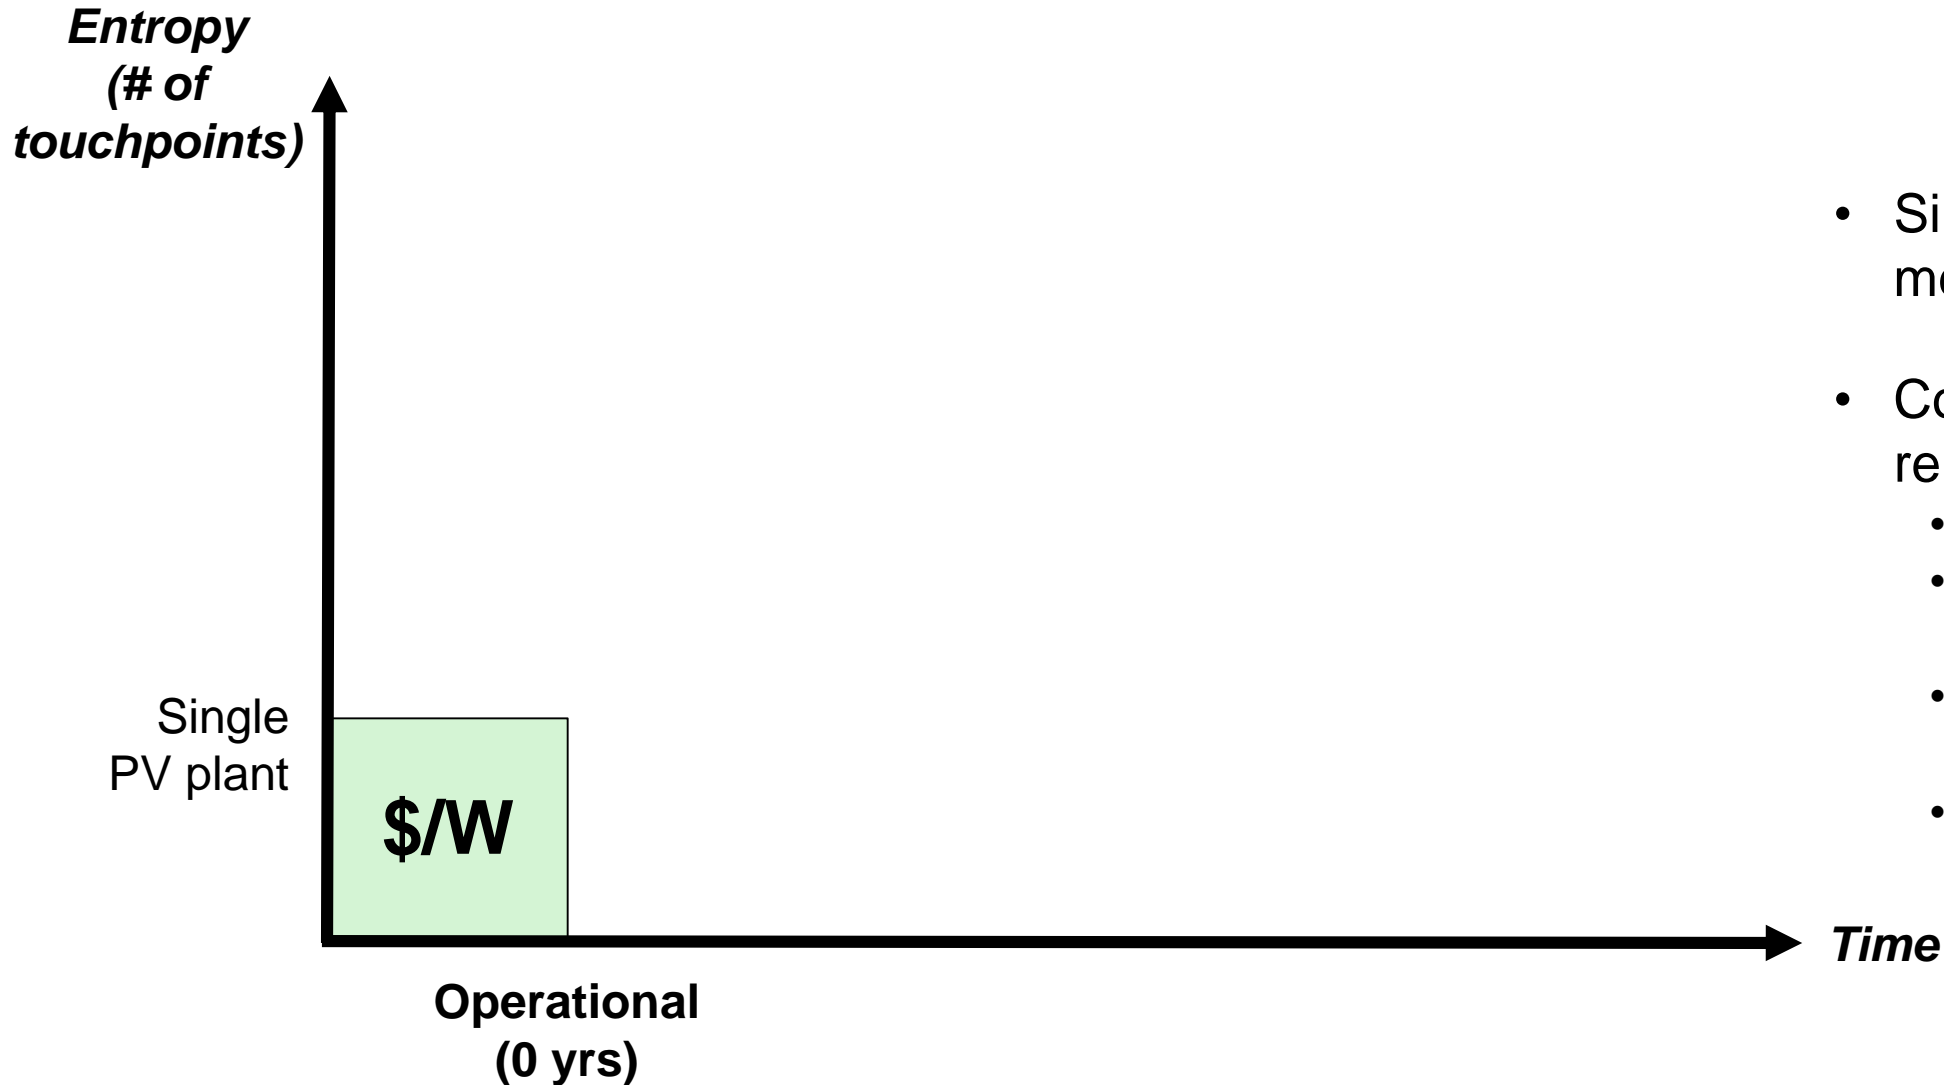 Entropy
(# of
touchpoints)
Single
PV plant
$/W
Operational
(0 yrs)
Time